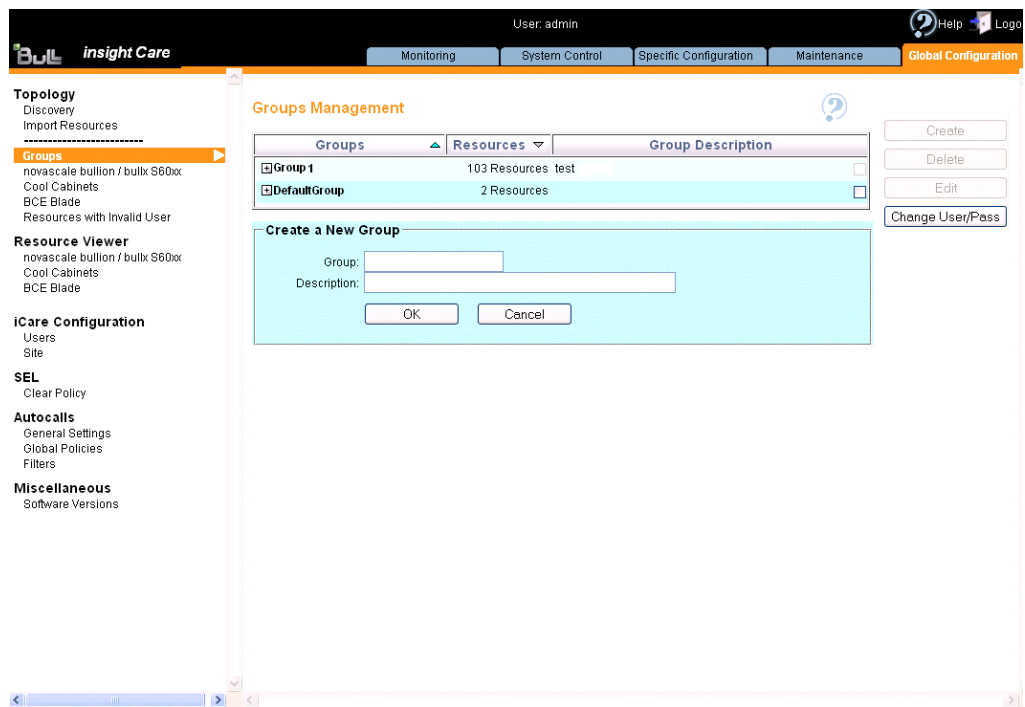 User: admin
Help Logo
Bull insight Care
Monitoring System Control Specific Configuration Maintenance Global Configuration
Topology
Discovery
Import Resources
------------------------
Groups
novascale bullion / bullx S60xx
Cool Cabinets
BCE Blade
Resources with Invalid User
Resource Viewer
novascale bullion / bullx S60xx
Cool Cabinets
BCE Blade
iCare Configuration
Users
Site
SEL
Clear Policy
Autocalls
General Settings
Global Policies
Filters
Miscellaneous
Software Versions
Groups Management
Groups Resources Group Description
Group1 103 Resources test
DefaultGroup 2 Resources
Create a New Group
Group:
Description:
OK Cancel
Create
Delete
Edit
Change User/Pass